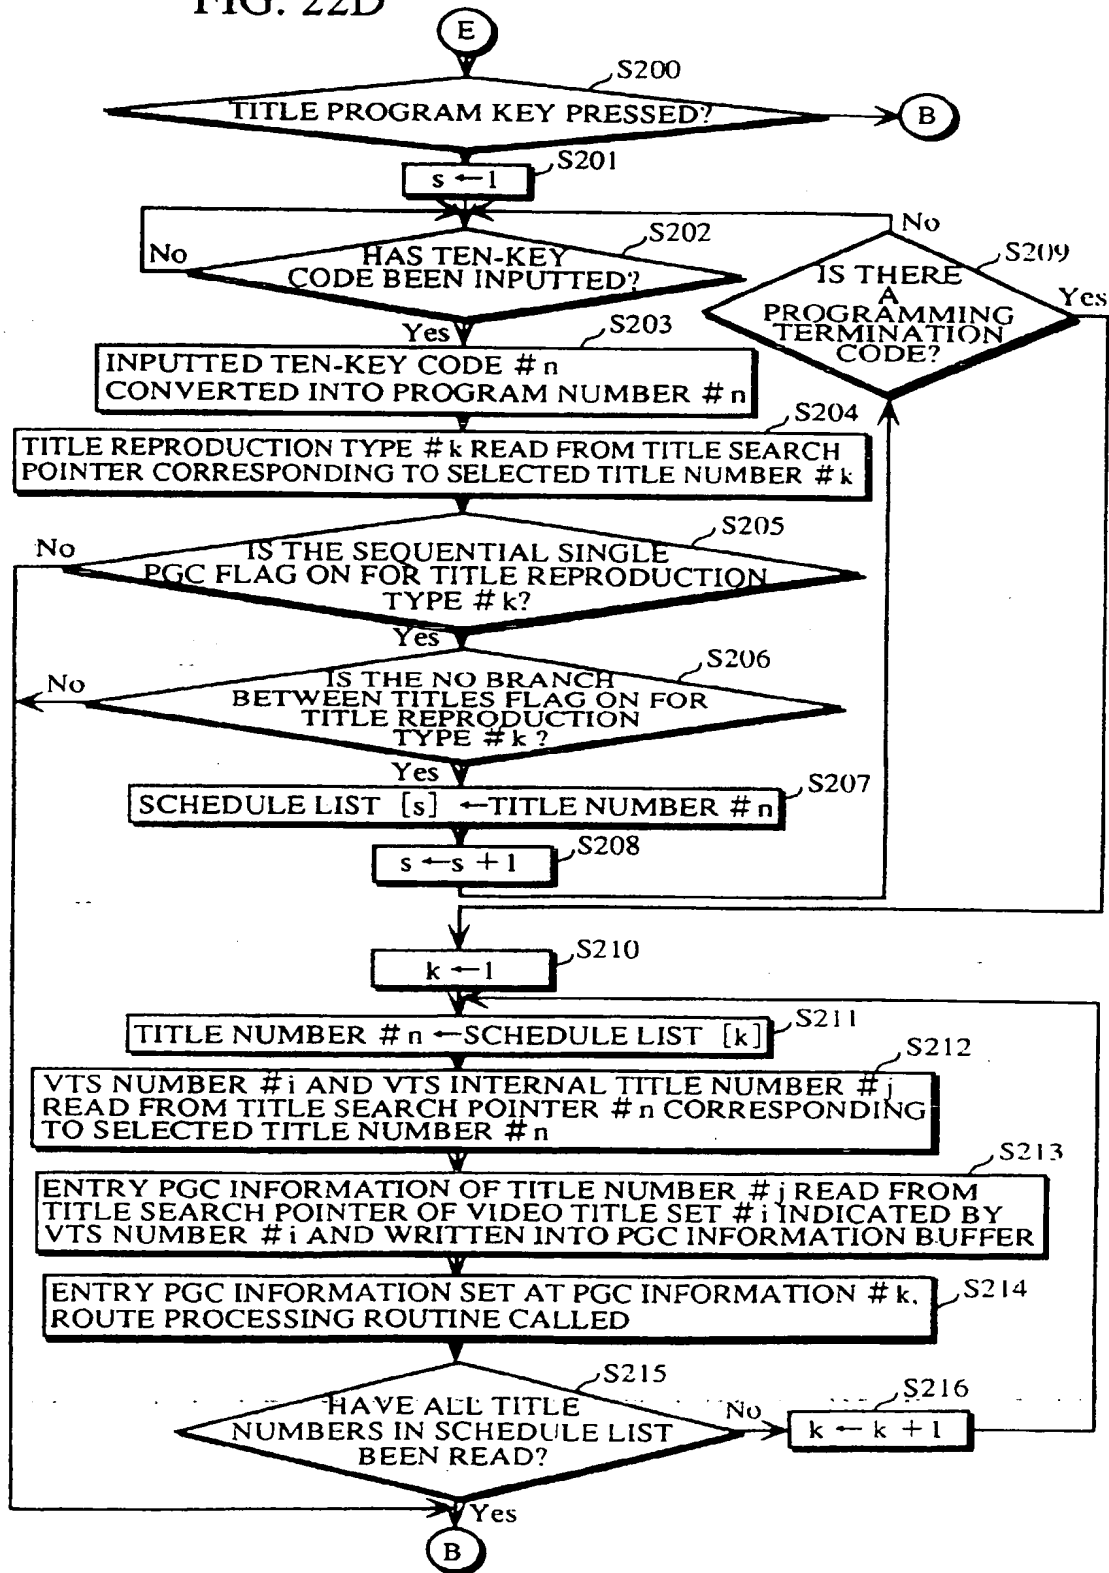 FIG. 22D
E
S200
TITLE PROGRAM KEY PRESSED?
B
S201
s ← 1
No
S202
HAS TEN-KEY
CODE BEEN INPUTTED?
No
Yes
S209
IS THERE
A
PROGRAMMING
TERMINATION
CODE?
Yes
S203
INPUTTED TEN-KEY CODE #n
CONVERTED INTO PROGRAM NUMBER #n
S204
TITLE REPRODUCTION TYPE #k READ FROM TITLE SEARCH
POINTER CORRESPONDING TO SELECTED TITLE NUMBER #k
S205
No
IS THE SEQUENTIAL SINGLE
PGC FLAG ON FOR TITLE REPRODUCTION
TYPE #k?
Yes
S206
No
IS THE NO BRANCH
BETWEEN TITLES FLAG ON FOR
TITLE REPRODUCTION
TYPE #k?
Yes
S207
SCHEDULE LIST [s] ←TITLE NUMBER #n
S208
s ←s + 1
S210
k ←1
S211
TITLE NUMBER #n ←SCHEDULE LIST [k]
S212
VTS NUMBER #i AND VTS INTERNAL TITLE NUMBER #j
READ FROM TITLE SEARCH POINTER #n CORRESPONDING
TO SELECTED TITLE NUMBER #n
S213
ENTRY PGC INFORMATION OF TITLE NUMBER #j READ FROM
TITLE SEARCH POINTER OF VIDEO TITLE SET #i INDICATED BY
VTS NUMBER #i AND WRITTEN INTO PGC INFORMATION BUFFER
S214
ENTRY PGC INFORMATION SET AT PGC INFORMATION #k,
ROUTE PROCESSING ROUTINE CALLED
S215
HAVE ALL TITLE
NUMBERS IN SCHEDULE LIST
BEEN READ?
No
S216
k ← k + 1
Yes
B